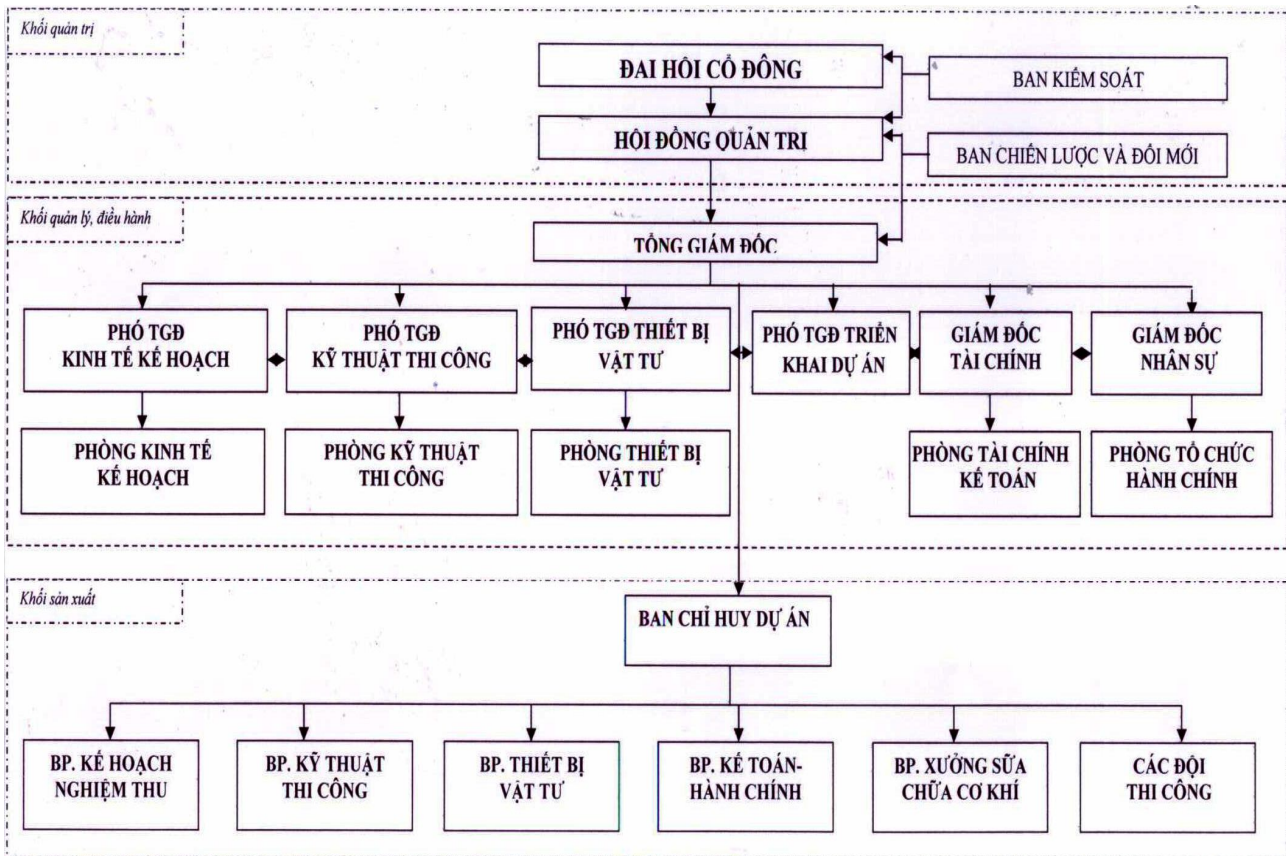 Khối quản trị
ĐAI HÔI CỔ ĐÔNG
BAN KIỂM SOÁT
HÔI ĐỒNG QUẢN TRI
BAN CHIẾN LƯỢC VÀ ĐỔI MỚI
Khối quản lý, điều hành
TỔNG GIÁM ĐỐC
PHÓ TGĐ
KINH TẾ KẾ HOẠCH
PHÓ TGĐ
KỸ THUẬT THI CÔNG
PHÓ TGĐ THIẾT BỊ
VẬT TƯ
PHÓ TGĐ TRIỂN
KHAI DỰ ÁN
GIÁM ĐỐC
TÀI CHÍNH
GIÁM ĐỐC
NHÂN SỰ
PHÒNG KINH TẾ
KẾ HOẠCH
PHÒNG KỸ THUẬT
THI CÔNG
PHÒNG THIẾT BỊ
VẬT TƯ
PHÒNG TÀI CHÍNH
KẾ TOÁN
PHÒNG TỔ CHỨC
HÀNH CHÍNH
Khối sản xuất
BAN CHỈ HUY DỰ ÁN
BP. KẾ HOẠCH
NGHIỆM THU
BP. KỸ THUẬT
THI CÔNG
BP. THIẾT BỊ
VẬT TƯ
BP. KẾ TOÁN-
HÀNH CHÍNH
BP. XƯỞNG SỮA
CHỮA CƠ KHÍ
CÁC ĐỘI
THI CÔNG